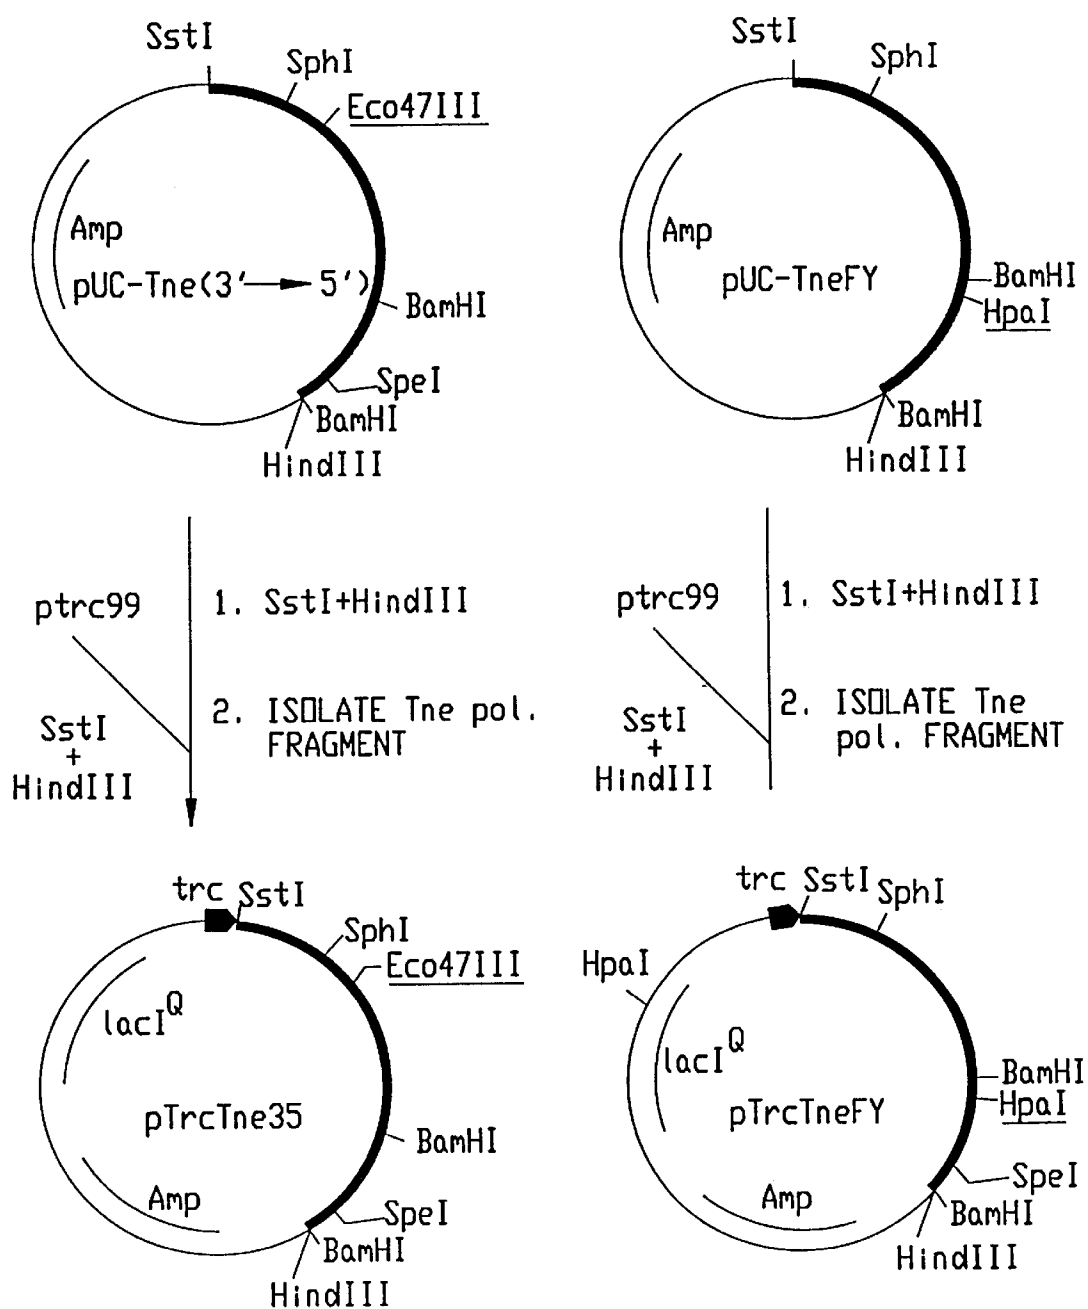 SstI
SphI
Eco47III
Amp
pUC-Tne(3′→5′)
BamHI
SpeI
BamHI
HindIII
SstI
SphI
Amp
pUC-TneFY
BamHI
HpaI
BamHI
HindIII
ptrc99
SstI
+
HindIII
1. SstI+HindIII
2. ISOLATE Tne pol.
FRAGMENT
ptrc99
SstI
+
HindIII
1. SstI+HindIII
2. ISOLATE Tne
pol. FRAGMENT
trc
SstI
SphI
Eco47III
lacI^Q
pTrcTne35
BamHI
Amp
SpeI
BamHI
HindIII
trc
SstI
SphI
HpaI
lacI^Q
pTrcTneFY
BamHI
HpaI
Amp
SpeI
BamHI
HindIII